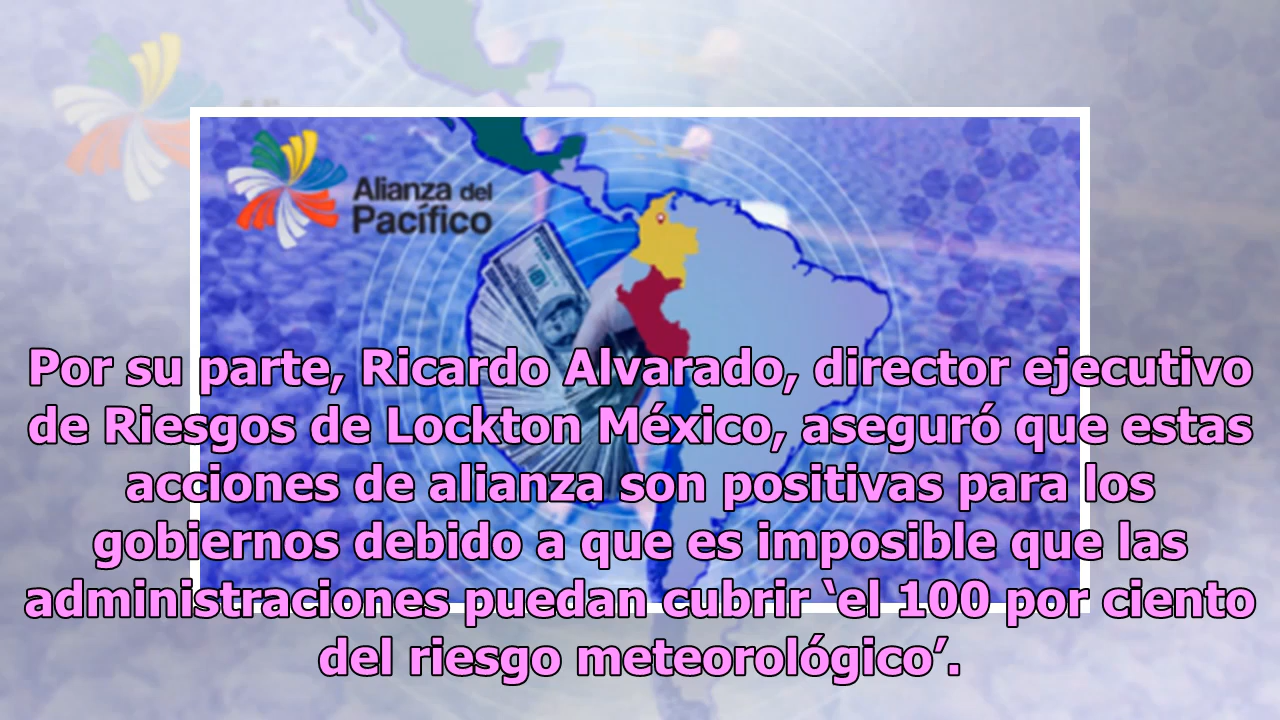 Alianza del
Pacífico
Por su parte, Ricardo Alvarado, director ejecutivo
de Riesgos de Lockton México, aseguró que estas
acciones de alianza son positivas para los
gobiernos debido a que es imposible que las
administraciones puedan cubrir ‘el 100 por ciento
del riesgo meteorológico’.